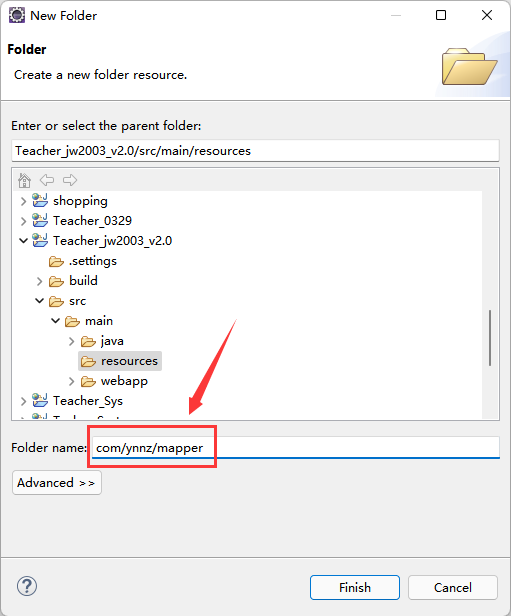 New Folder
Folder
Create a new folder resource.
Enter or select the parent folder:
Teacher_jw2003_v2.0/src/main/resources
shopping
Teacher_0329
Teacher_jw2003_v2.0
.settings
build
src
main
java
resources
webapp
Teacher_Sys
Folder name:
com/ynnz/mapper
Advanced >>
?
Finish
Cancel